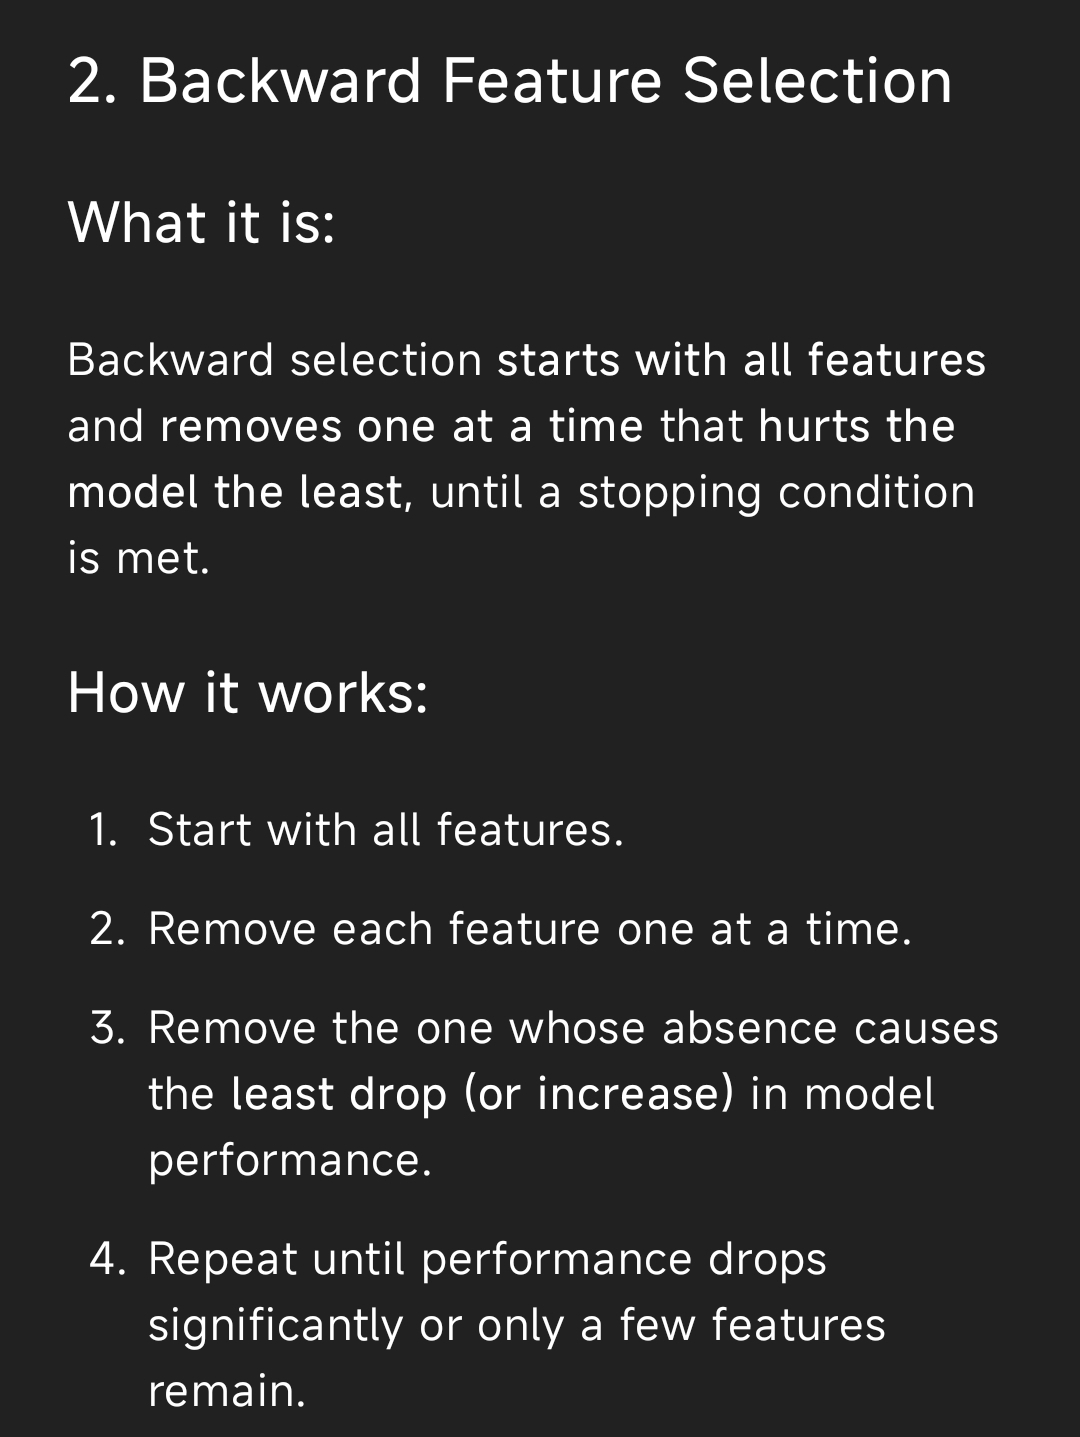 2. Backward Feature Selection
What it is:
Backward selection starts with all features
and removes one at a time that hurts the
model the least, until a stopping condition
is met.
How it works:
1. Start with all features.
2. Remove each feature one at a time.
3. Remove the one whose absence causes
the least drop (or increase) in model
performance.
4. Repeat until performance drops
significantly or only a few features
remain.